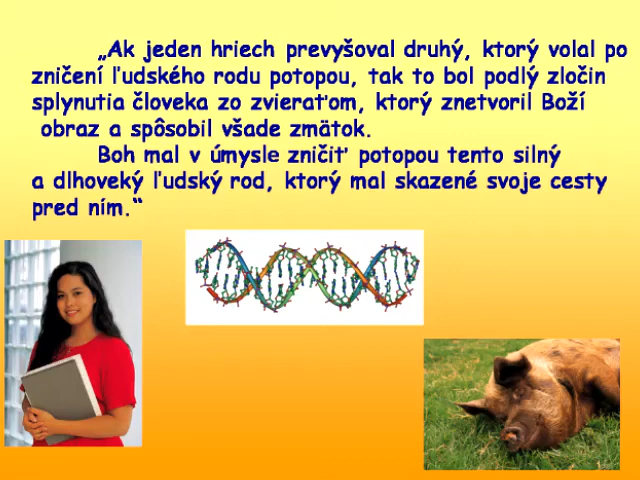 „Ak jeden hriech prevyšoval druhý, ktorý volal po
zničení ľudského rodu potopou, tak to bol podlý zločin
splynutia človeka zo zvieraťom, ktorý znetvoril Boží
obraz a spôsobil všade zmätok.
Boh mal v úmysle zničiť potopou tento silný
a dlhoveký ľudský rod, ktorý mal skazené svoje cesty
pred ním.“